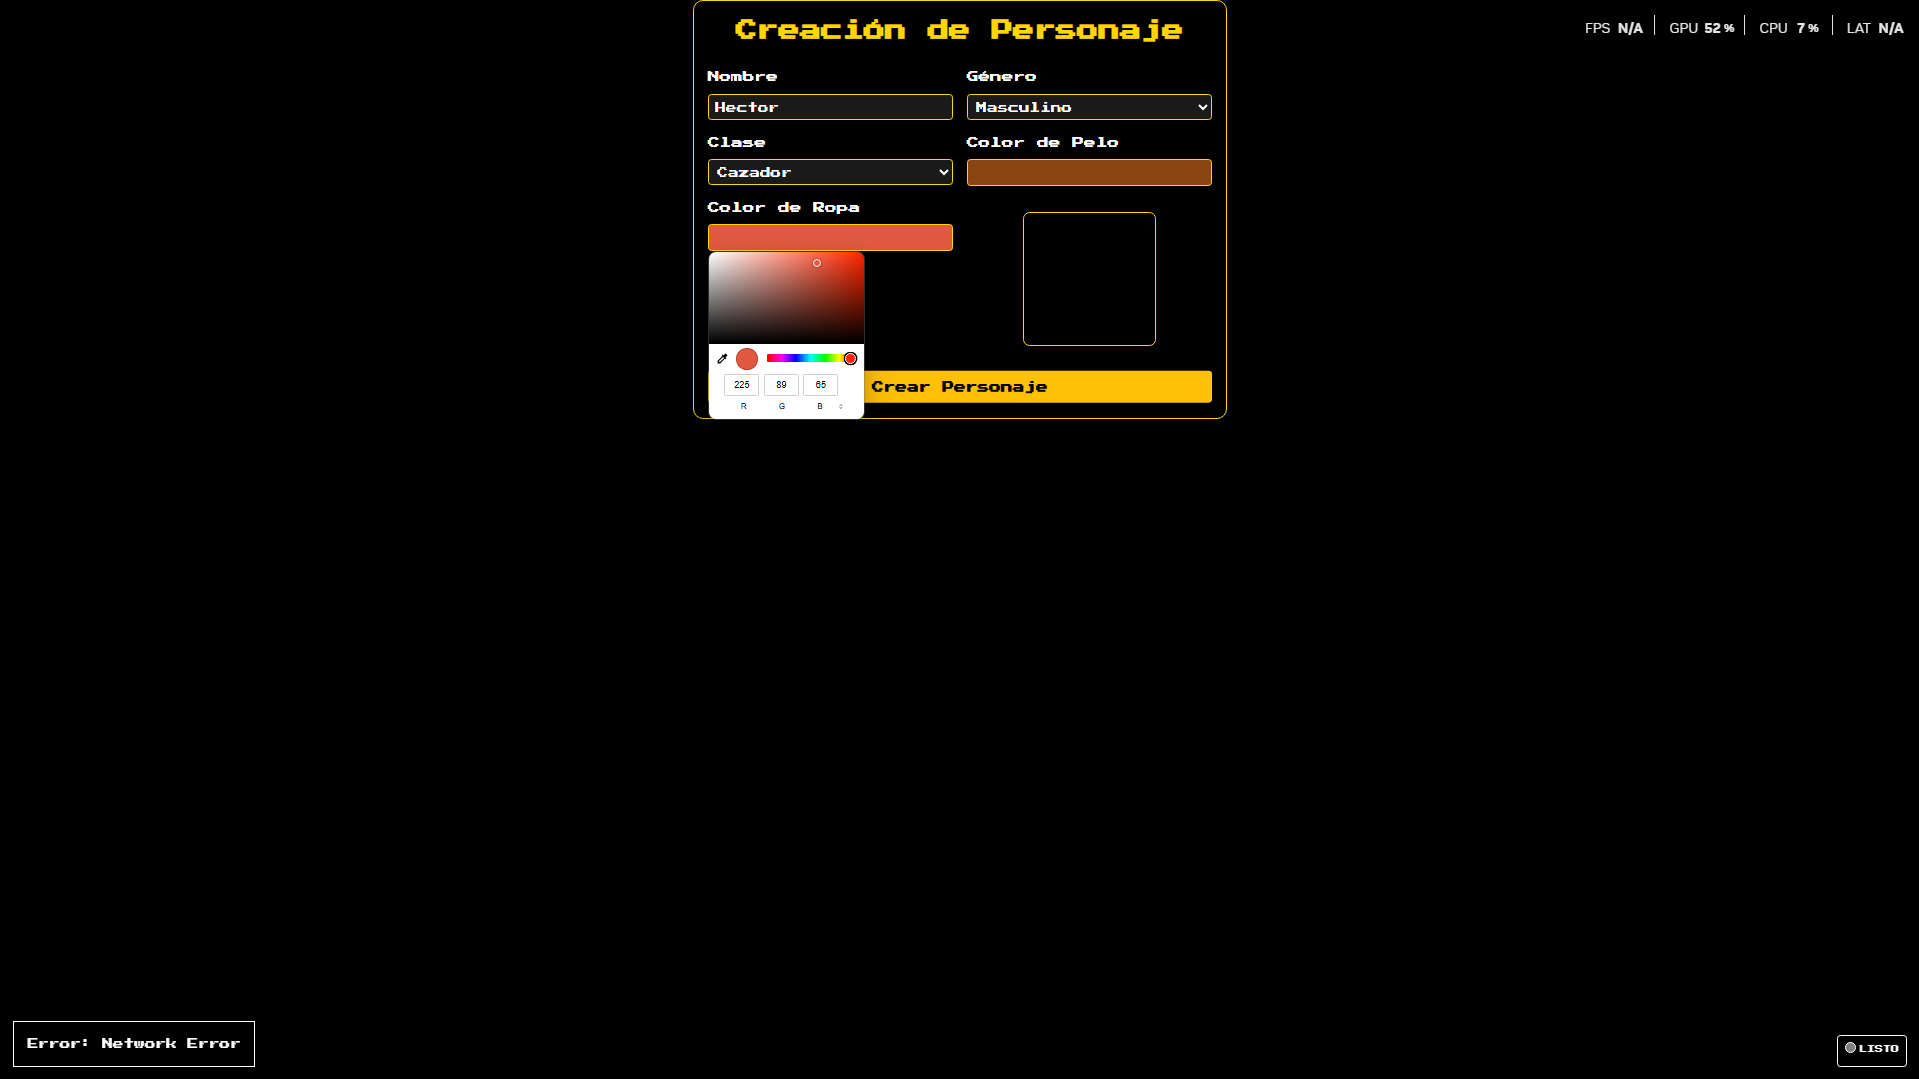 Creación de Personaje
FPS N/A GPU 52 % CPU 7 % LAT N/A
Nombre Género
Hector Masculino
Clase Color de Pelo
Cazador
Color de Ropa
225 89 65
R G B
Crear Personaje
Error: Network Error
LISTO